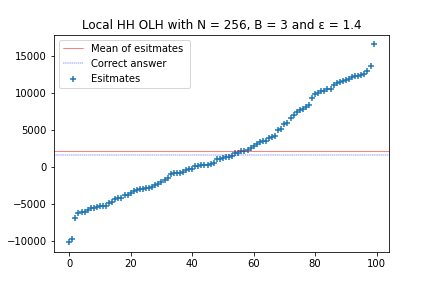 Local HH OLH with N = 256, B = 3 and ε = 1.4
Mean of esitmates
Correct answer
Esitmates
15000
10000
5000
0
−5000
−10000
0 20 40 60 80 100